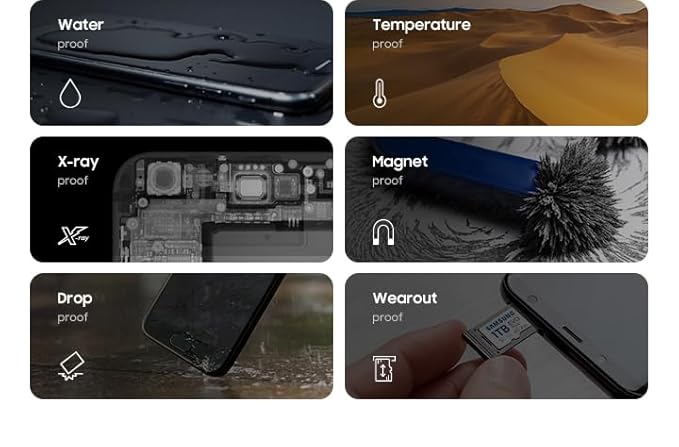 Water
proof
Temperature
proof
X-ray
proof
X-ray
Magnet
proof
Drop
proof
Wearout
proof
SAMSUNG
1TB